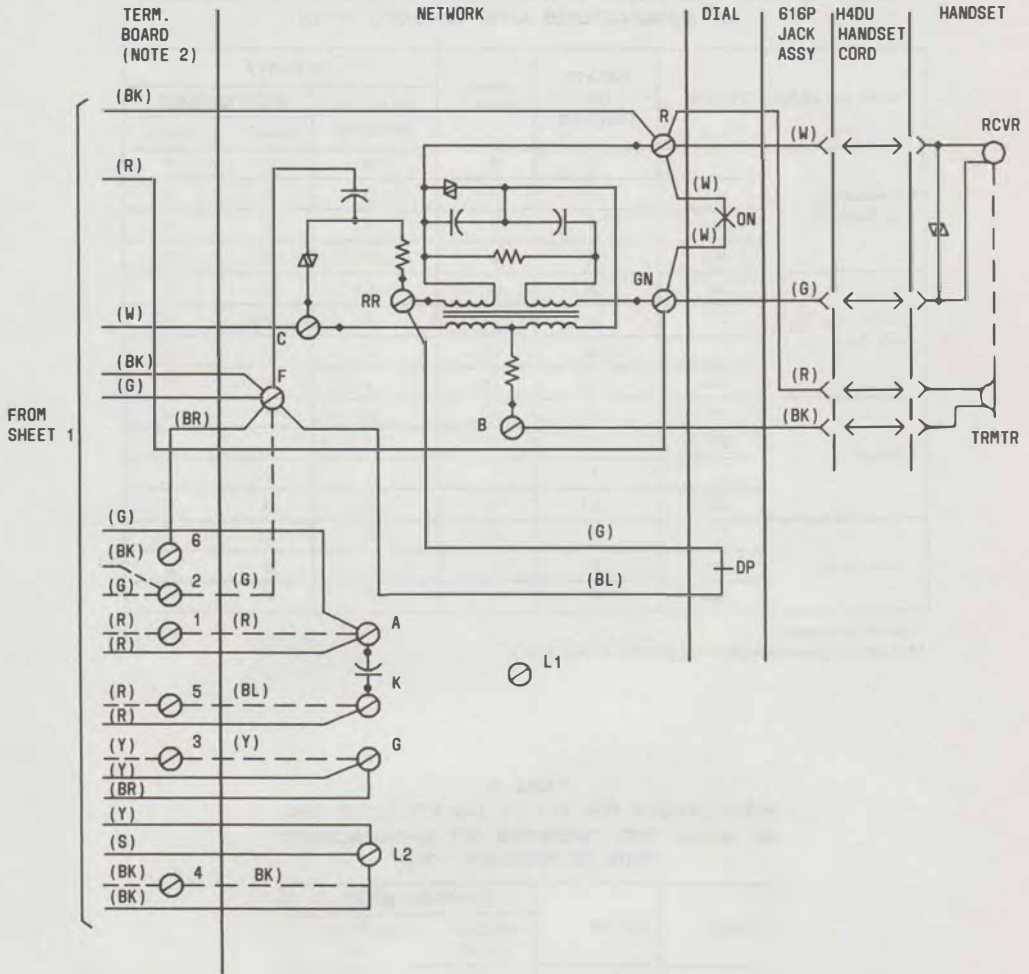 TERM.
BOARD
(NOTE 2)
NETWORK
DIAL
616P
JACK
ASSY
H4DU
HANDSET
CORD
HANDSET
(BK)
R
(W)
RCVR
(R)
(W)
ON
(W)
GN
RR
(G)
(W)
C
(BK)
F
(R)
(G)
FROM
SHEET 1
(BR)
B
(BK)
TRMTR
(G)
(G)
6
(BK)
DP
2
(G)
(BL)
(G)
(R)
1
(R)
A
(R)
L1
K
(R)
5
(BL)
(R)
(Y)
3
(Y)
G
(Y)
(BR)
(Y)
(S)
L2
(BK)
4
BK)
(BK)